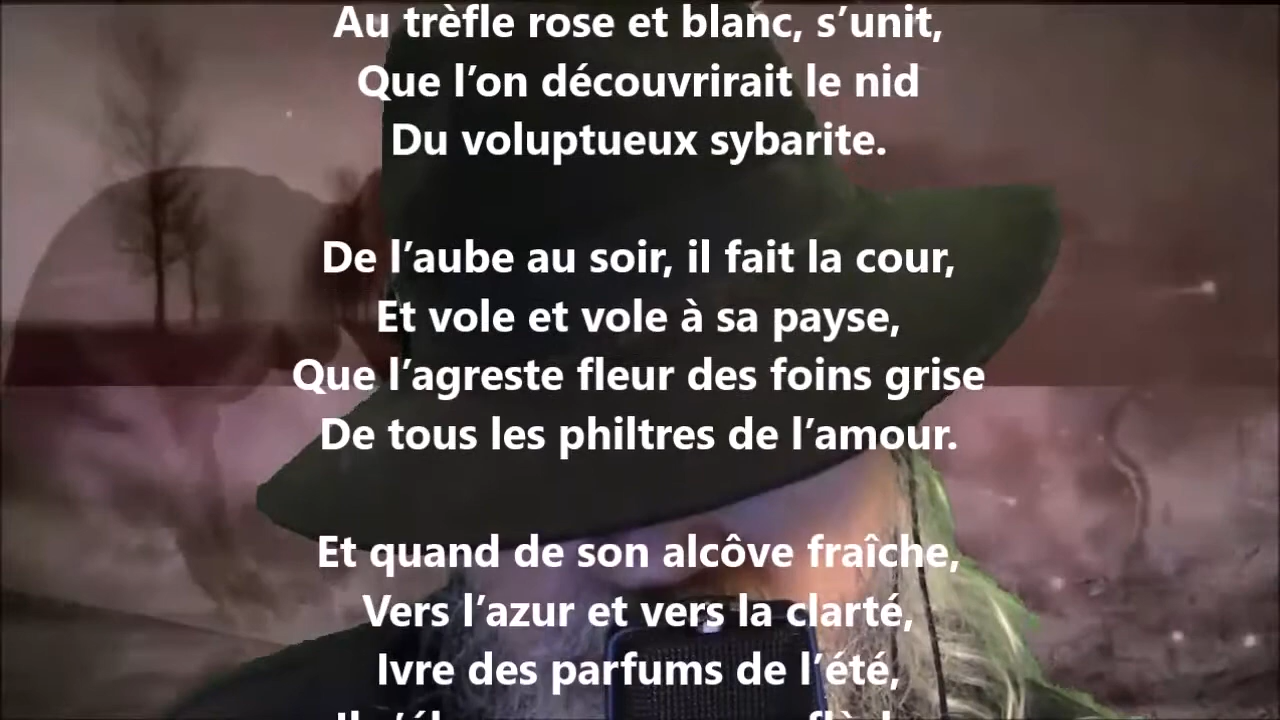 Au trèfle rose et blanc, s’unit,
Que l’on découvrirait le nid
Du voluptueux sybarite.
De l’aube au soir, il fait la cour,
Et vole et vole à sa payse,
Que l’agreste fleur des foins grise
De tous les philtres de l’amour.
Et quand de son alcôve fraîche,
Vers l’azur et vers la clarté,
Ivre des parfums de l’été,